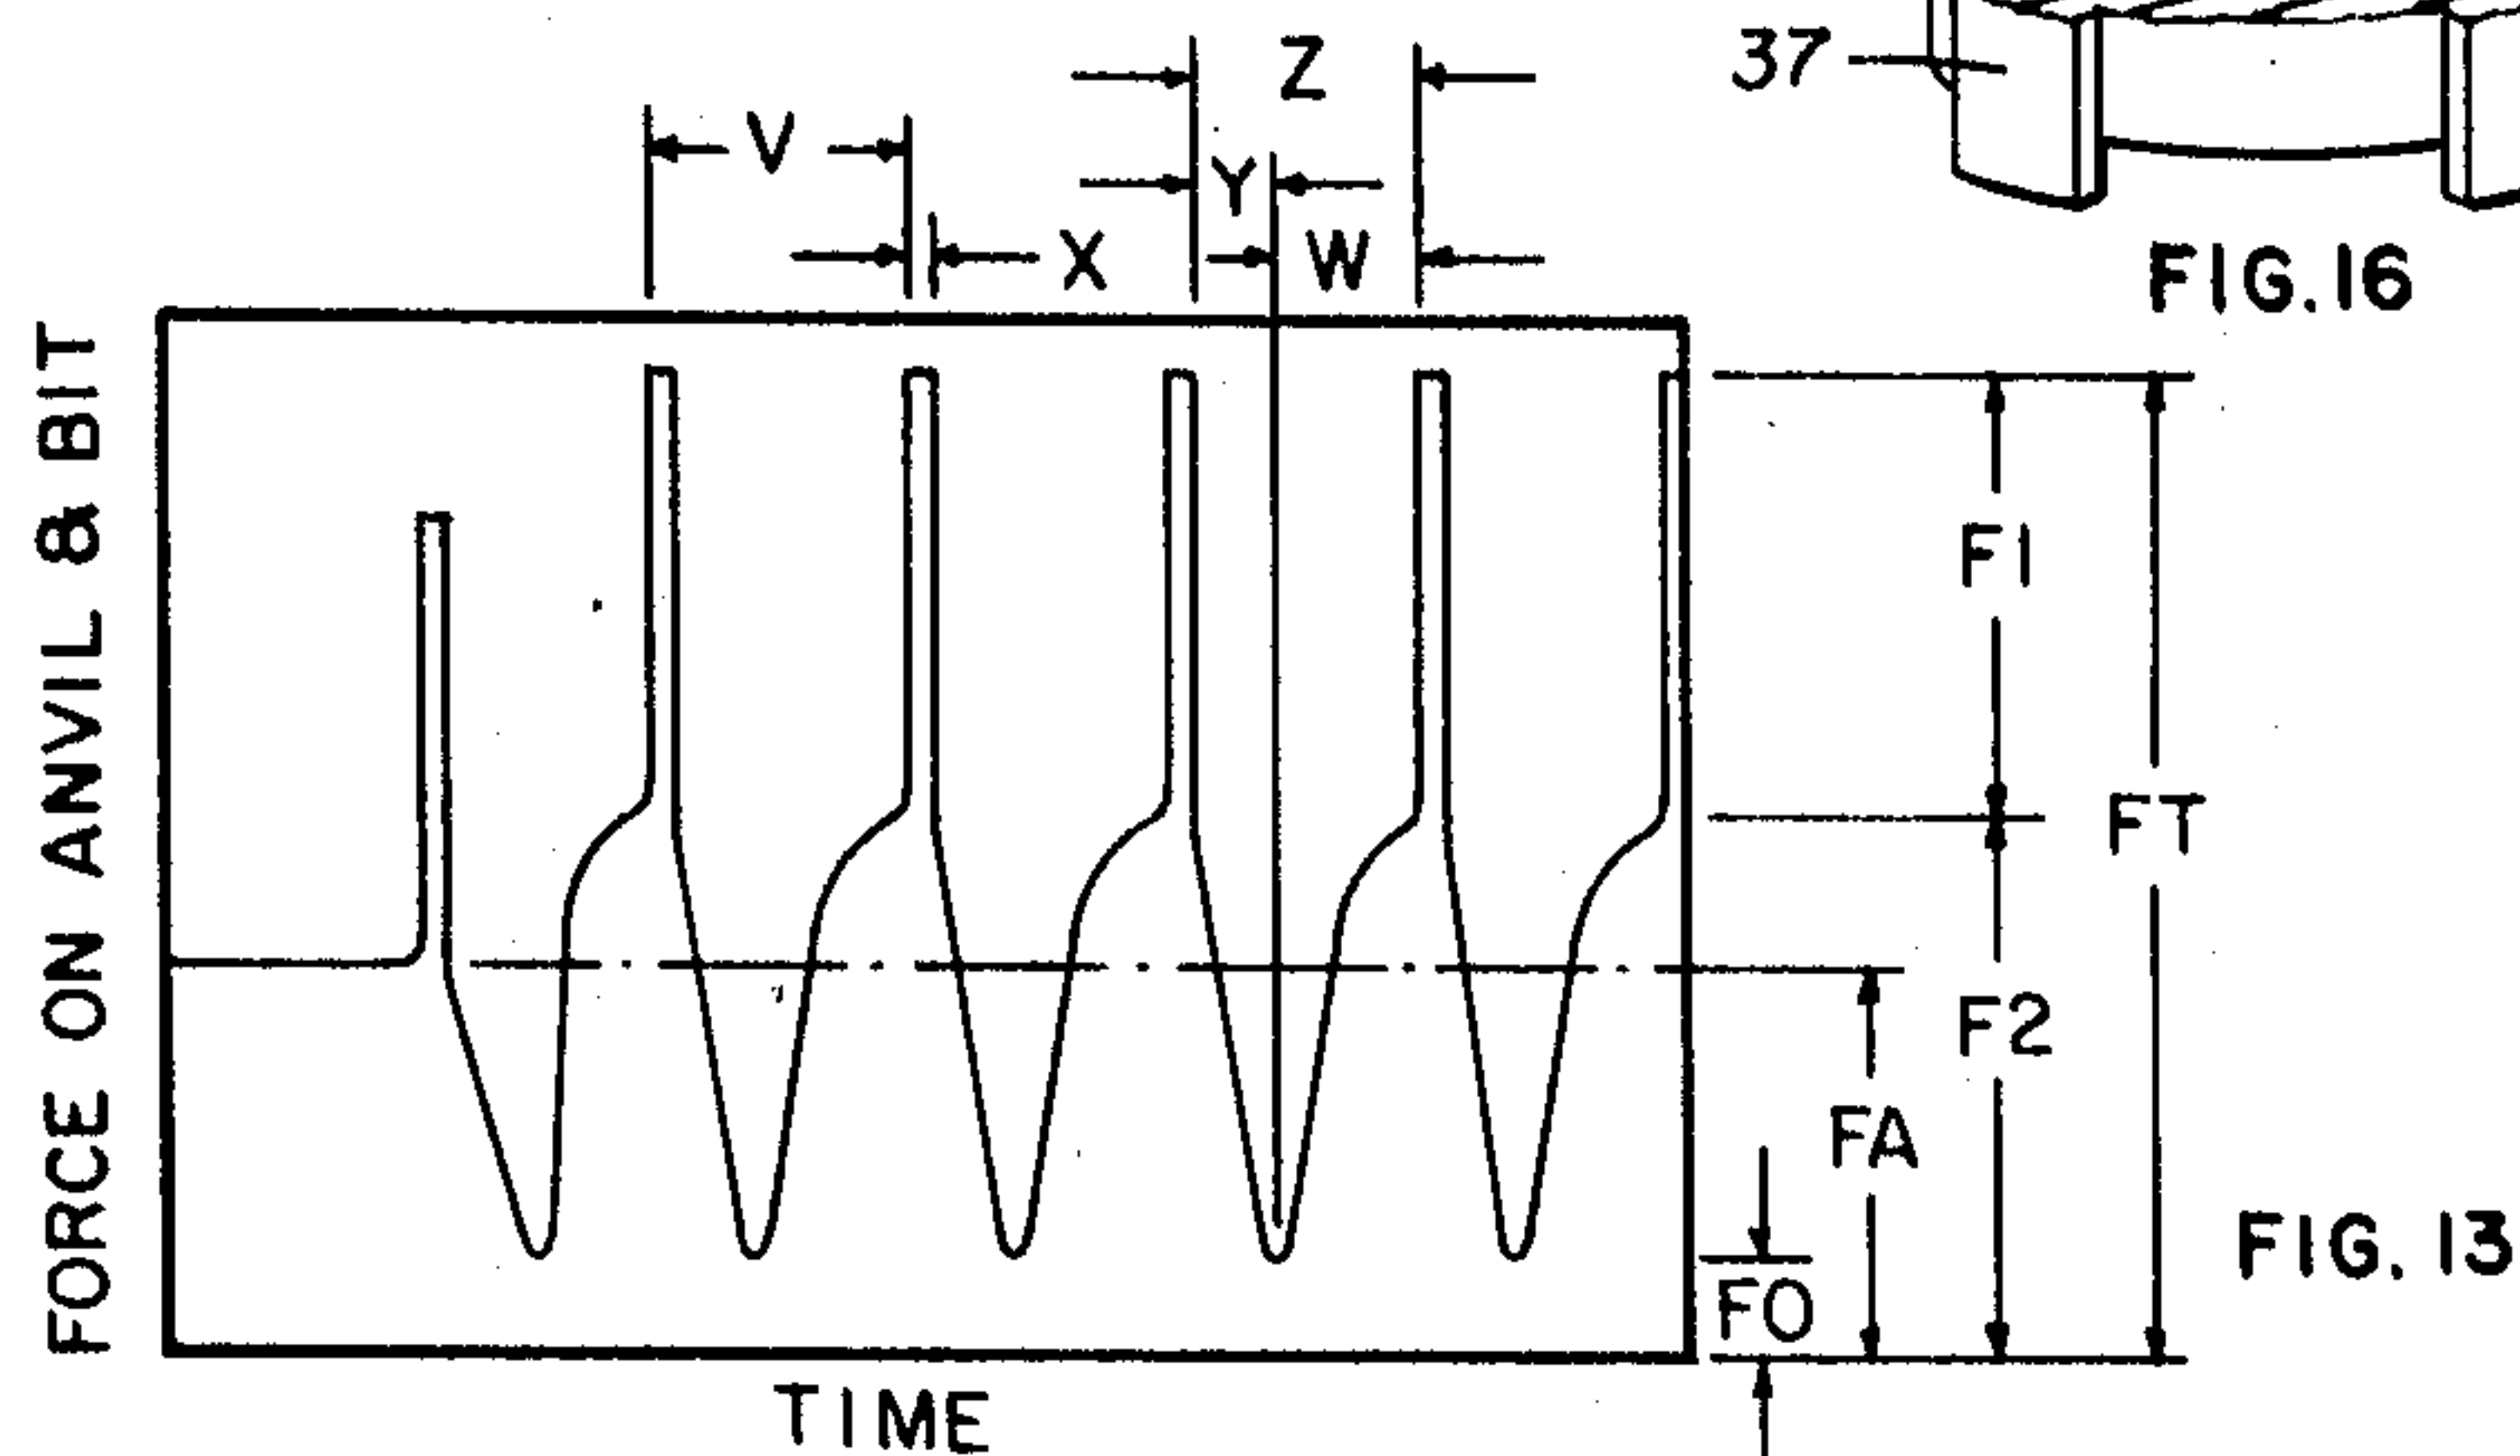 37
Z
V
Y
X
W
FIG.16
FORCE ON ANVIL & BIT
F1
FT
F2
FA
FO
FIG. 13
TIME